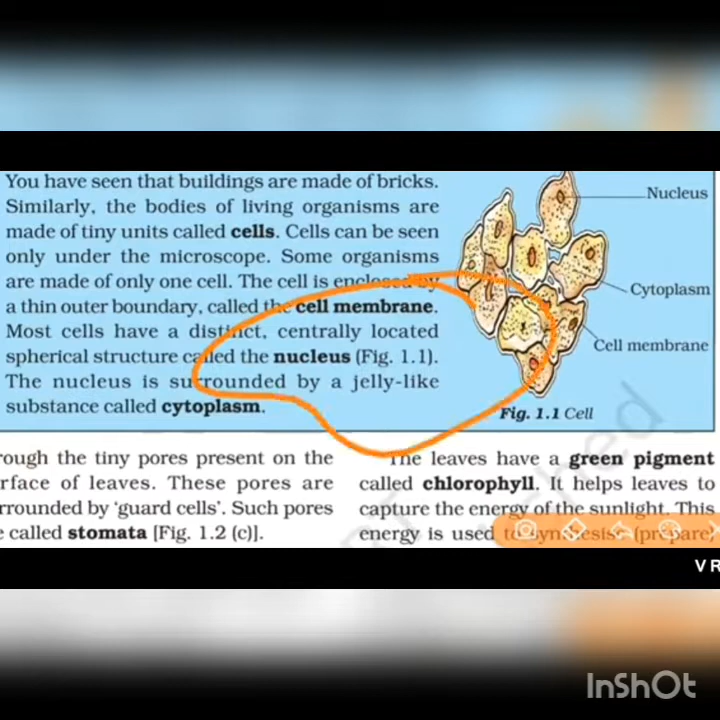 You have seen that buildings are made of bricks.
Similarly, the bodies of living organisms are
made of tiny units called cells. Cells can be seen
only under the microscope. Some organisms
are made of only one cell. The cell is enclosed by
a thin outer boundary, called the cell membrane.
Most cells have a distinct, centrally located
spherical structure called the nucleus (Fig. 1.1).
The nucleus is surrounded by a jelly-like
substance called cytoplasm.
Nucleus
Cytoplasm
Cell membrane
Fig. 1.1 Cell
rough the tiny pores present on the
rface of leaves. These pores are
rrounded by 'guard cells'. Such pores
e called stomata [Fig. 1.2 (c)].
The leaves have a green pigment
called chlorophyll. It helps leaves to
capture the energy of the sunlight. This
energy is used to synthesise (prepare)
V R
InShOt